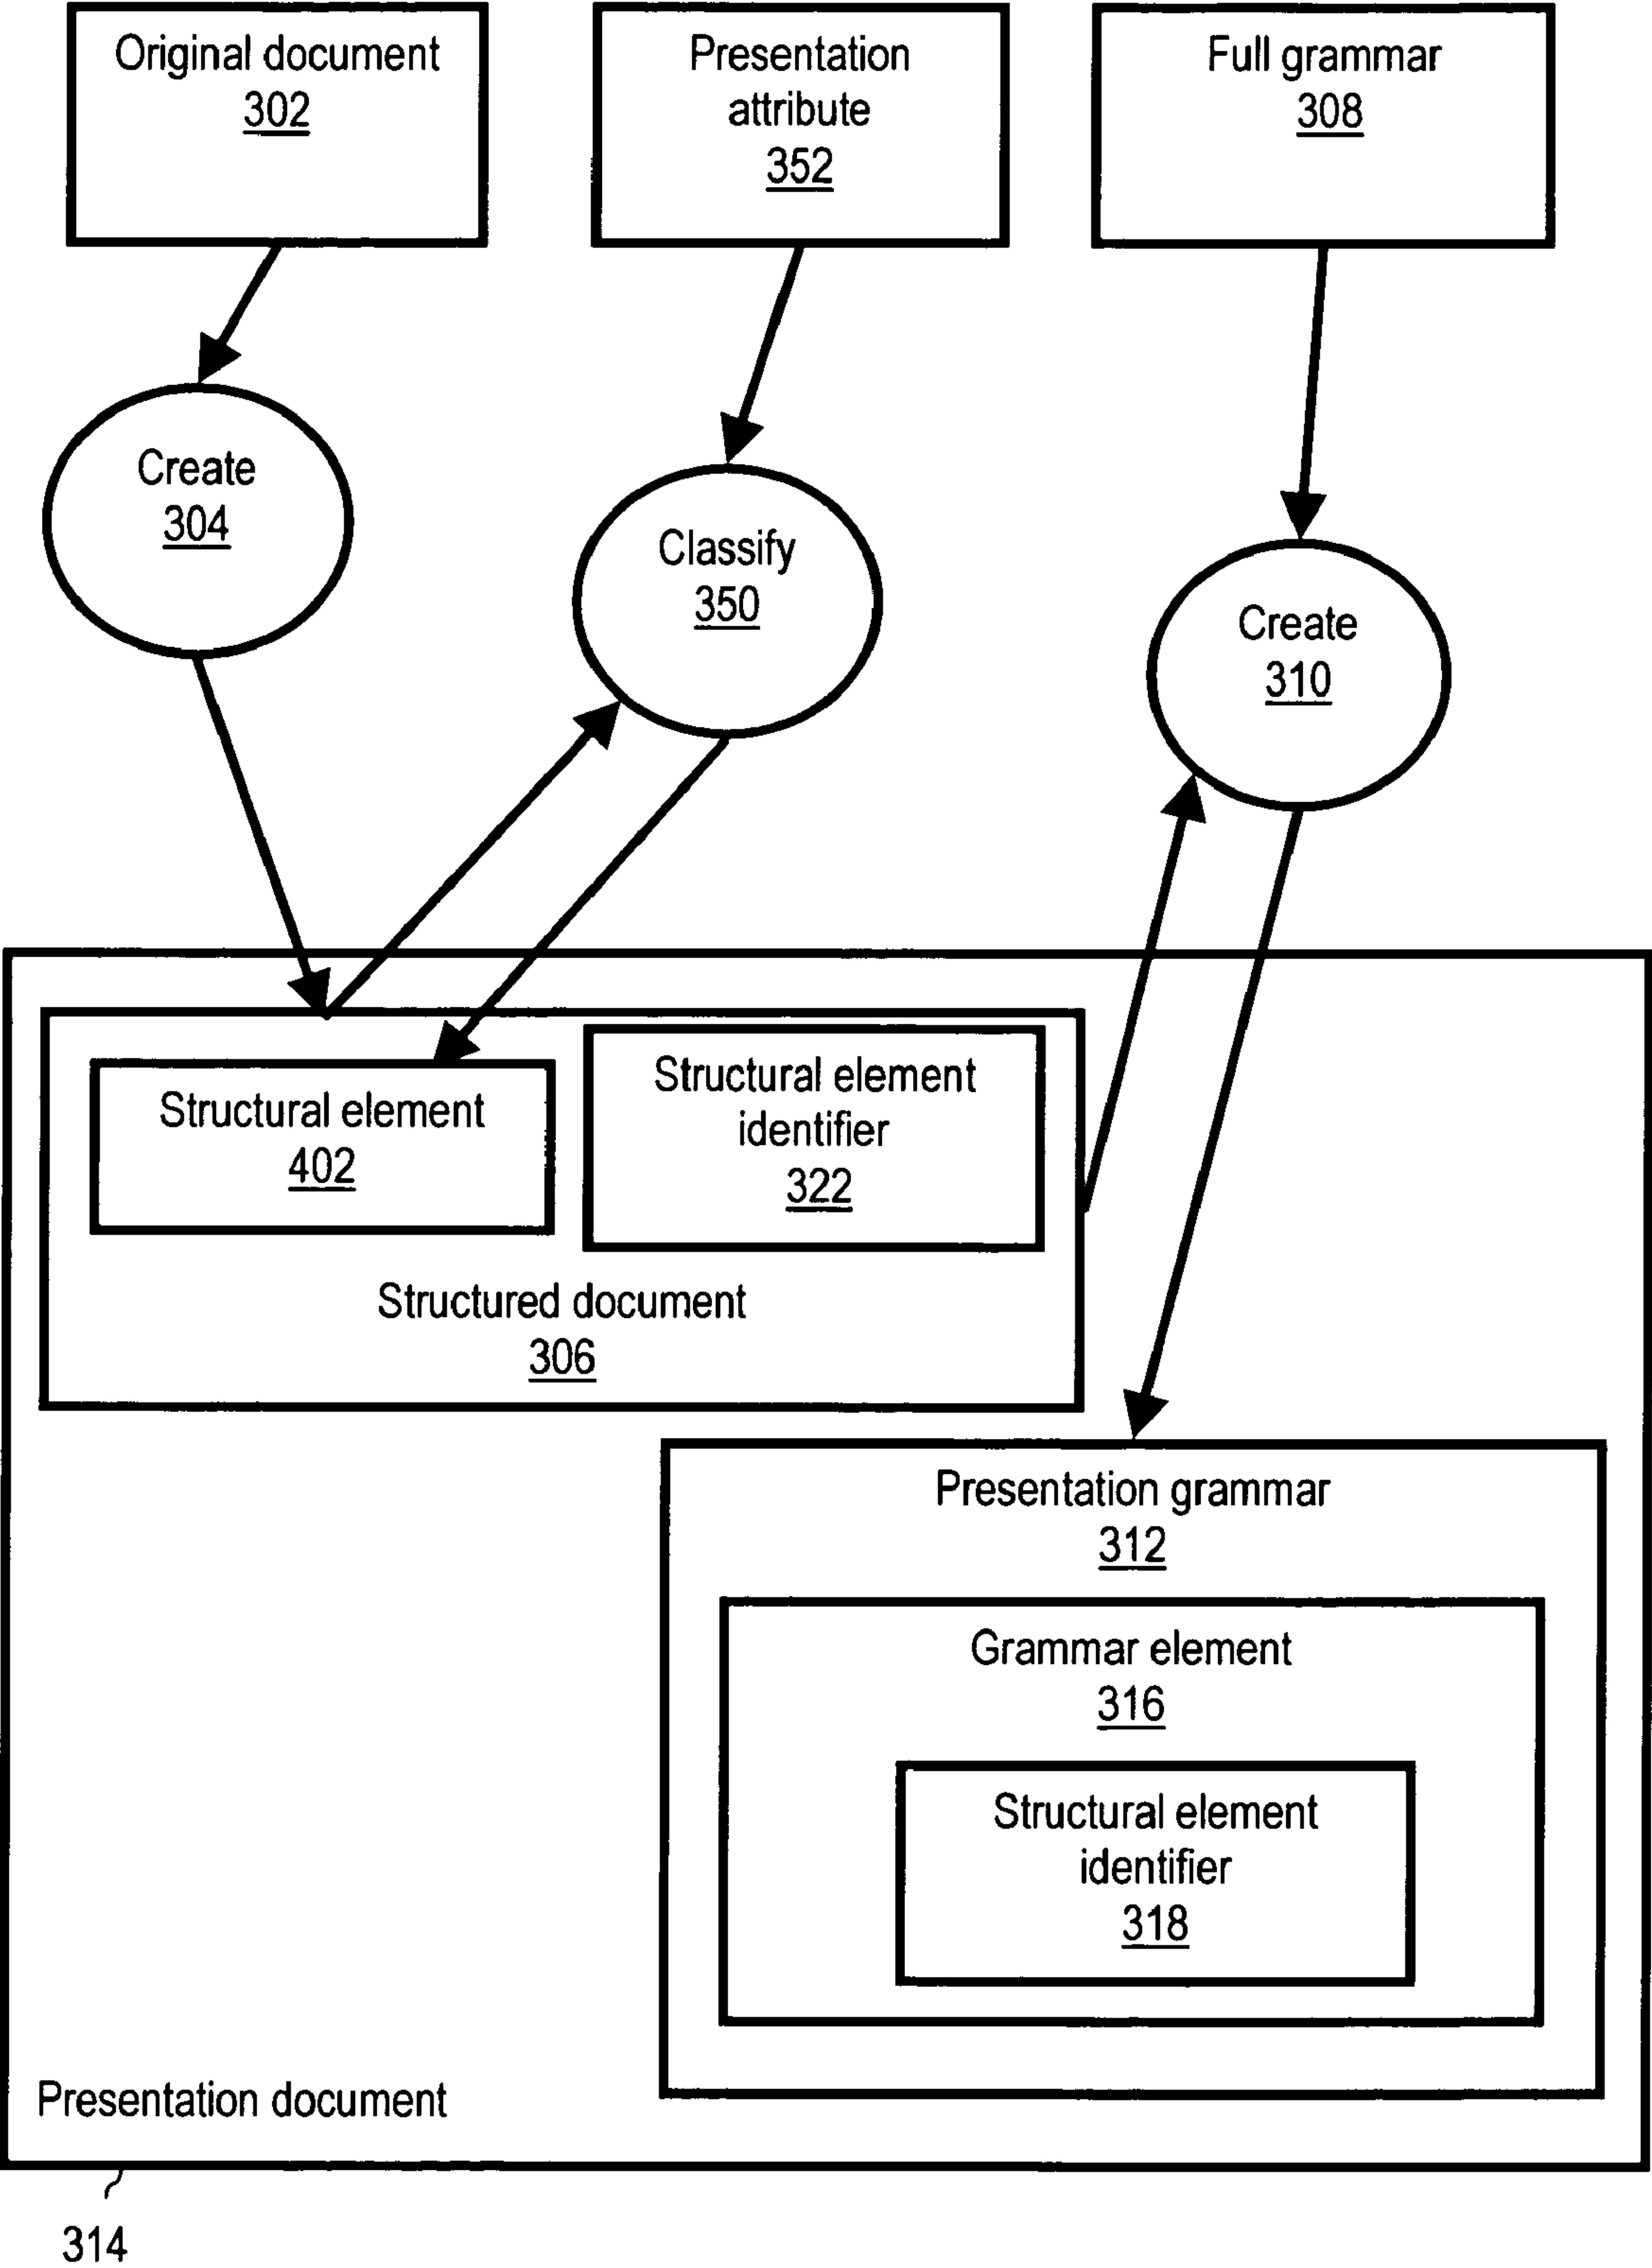 Original document
302
Presentation
attribute
352
Full grammar
308
Create
304
Classify
350
Create
310
Structural element
402
Structural element
identifier
322
Structured document
306
Presentation grammar
312
Grammar element
316
Structural element
identifier
318
Presentation document
314